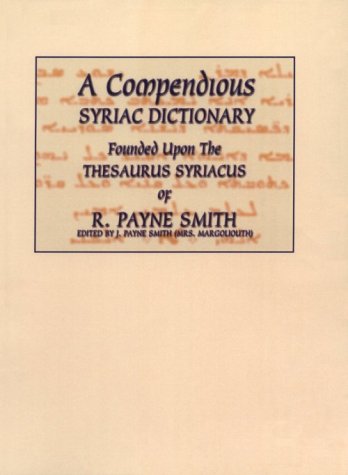 A Compendious
SYRIAC DICTIONARY
Founded Upon The
THESAURUS SYRIACUS
OF
R. PAYNE SMITH
EDITED BY J. PAYNE SMITH (MRS. MARGOLIOUTH)